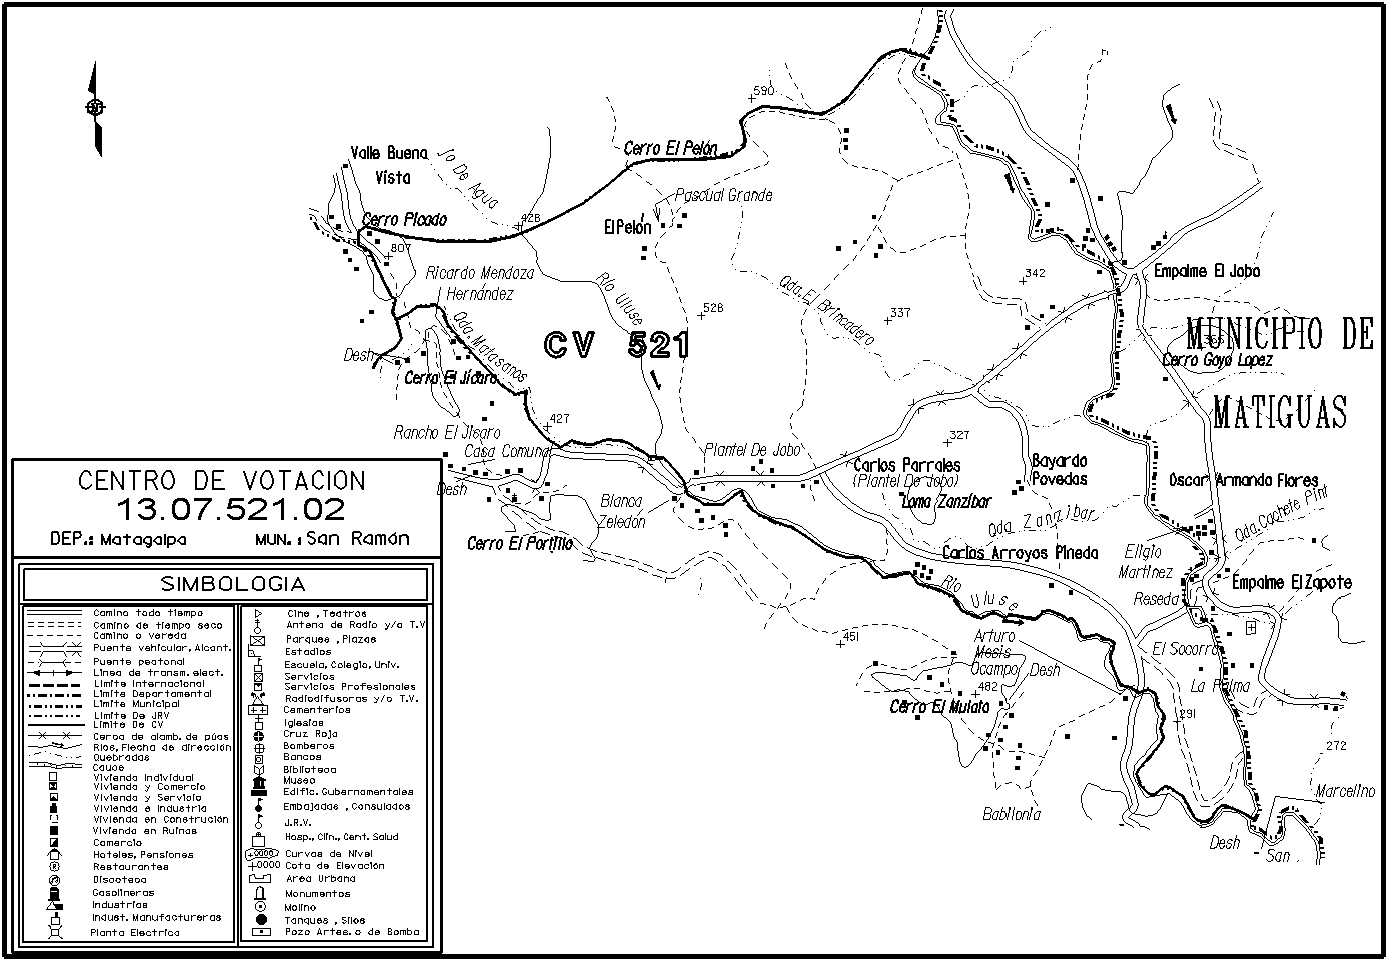 590
Cerro El Pelón
Valle Buena
Vista
Jo De Agua
Pascual Grande
Cerro Picado
428
El Pelón
807
Ricardo Mendoza
Hernández
Río Uluse
Qda. El Brincadero
342
Empalme El Jobo
528
337
Qda. Matasanos
CV 521
MUNICIPIO DE
365
Cerro Goyo Lopez
Desh
Cerro El Jícaro
MATIGUAS
427
Rancho El Jícaro
327
Casa Comunal
Plantel De Jobo
Carlos Parrales
(Plantel De Jobo)
Bayardo
Povedas
Oscar Armando Flores
Desh
Blanca
Zeledon
Loma Zanzibar
Qda. Zanzibar
Qda. Cachete Pint
Cerro El Portillo
Carlos Arroyos Pineda
Eligio
Martinez
Empalme El Zapote
Río Uluse
Reseda
451
Arturo
Mesis
Ocampo
Desh
El Socorro
482
La Palma
Cerro El Mulato
291
272
Marcelino
Babilonia
Desh
San
CENTRO DE VOTACION
13.07.521.02
DEP.: Matagalpa MUN.: San Ramón
SIMBOLOGIA
Camino todo tiempo
Camino de tiempo seco
Camino o vereda
Puente vehicular, Alcant.
Puente peatonal
Linea de transm. elect.
Limite Internacional
Limite Departamental
Limite Municipal
Limite De JRV
Limite De CV
Cerca de alamb. de púas
Rios, Flecha de dirección
Quebradas
Cauce
Vivienda Individual
Vivienda y Comercio
Vivienda y Servicio
Vivienda e Industria
Vivienda en Construción
Vivienda en Ruinas
Comercio
Hoteles, Pensiones
Restaurantes
Discoteca
Gasolineras
Industrias
Indust. Manufactureras
Planta Electrica
Cine, Teatros
Antena de Radio y/o T.V
Parques, Plazas
Estadios
Escuela, Colegio, Univ.
Servicios
Servicios Profesionales
Radiodifusoras y/o T.V.
Cementerios
Iglesias
Cruz Roja
Bomberos
Bancos
Biblioteca
Museo
Edific. Gubernamentales
Embajadas, Consulados
J.R.V.
Hosp., Clin., Cent. Salud
Curvas de Nivel
Cota de Elevación
Area Urbana
Monumentos
Molino
Tanques, Silos
Pozo Artes. o de Bomba